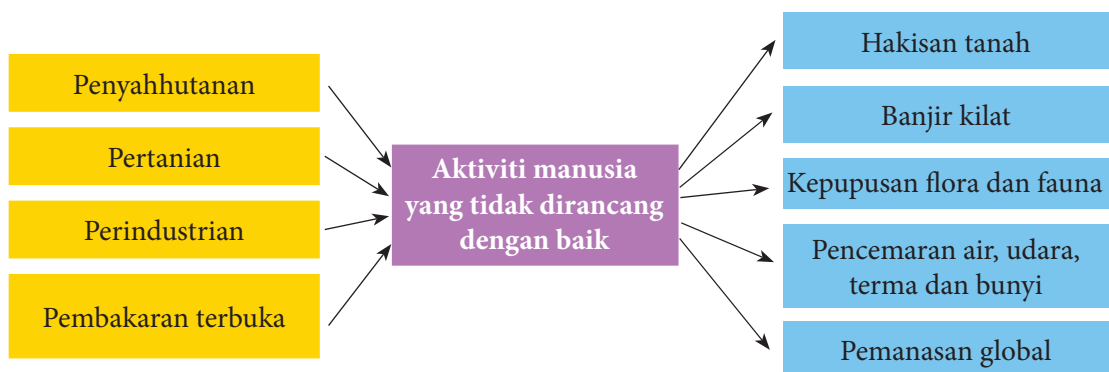 Penyahhutanan
Pertanian
Perindustrian
Pembakaran terbuka
Aktiviti manusia
yang tidak dirancang
dengan baik
Hakisan tanah
Banjir kilat
Kepupusan flora dan fauna
Pencemaran air, udara,
terma dan bunyi
Pemanasan global